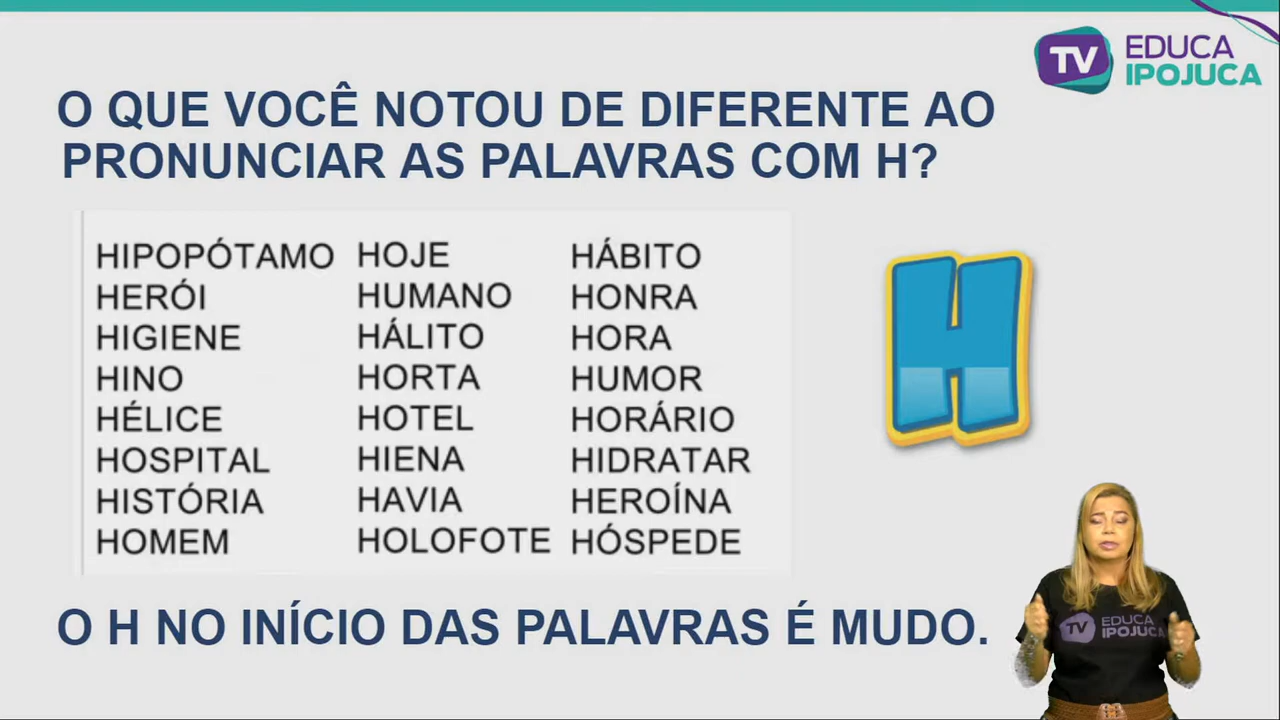 TV EDUCA
IPOJUCA
O QUE VOCÊ NOTOU DE DIFERENTE AO
PRONUNCIAR AS PALAVRAS COM H?
HIPOPÓTAMO HOJE HÁBITO
HERÓI HUMANO HONRA
HIGIENE HÁLITO HORA
HINO HORTA HUMOR
HÉLICE HOTEL HORÁRIO
HOSPITAL HIENA HIDRATAR
HISTÓRIA HAVIA HEROÍNA
HOMEM HOLOFOTE HÓSPEDE
H
O H NO INÍCIO DAS PALAVRAS É MUDO.
TV EDUCA
IPOJUCA